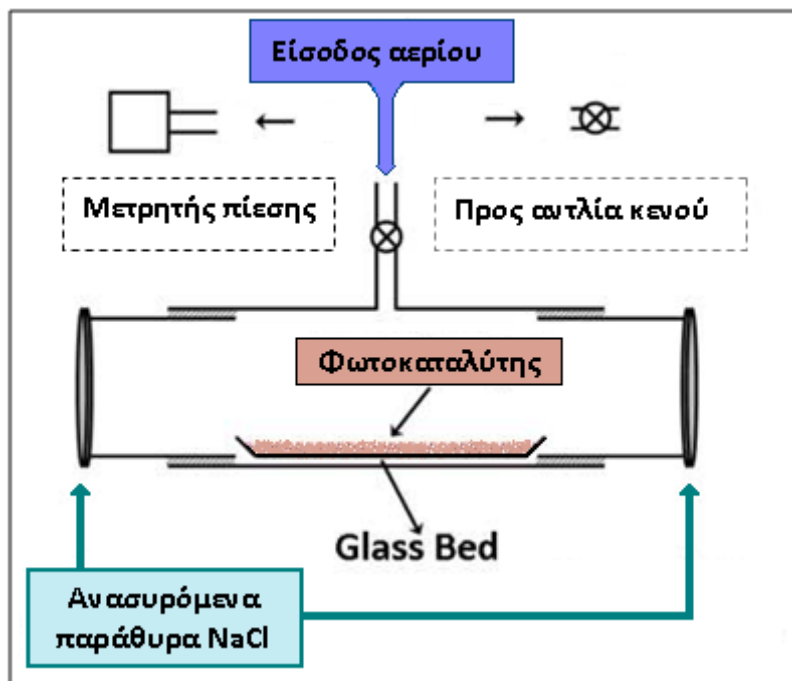 Είσοδος αερίου
Μετρητής πίεσης
Προς αντλία κενού
Φωτοκαταλύτης
Glass Bed
Ανασυρόμενα
παράθυρα NaCl